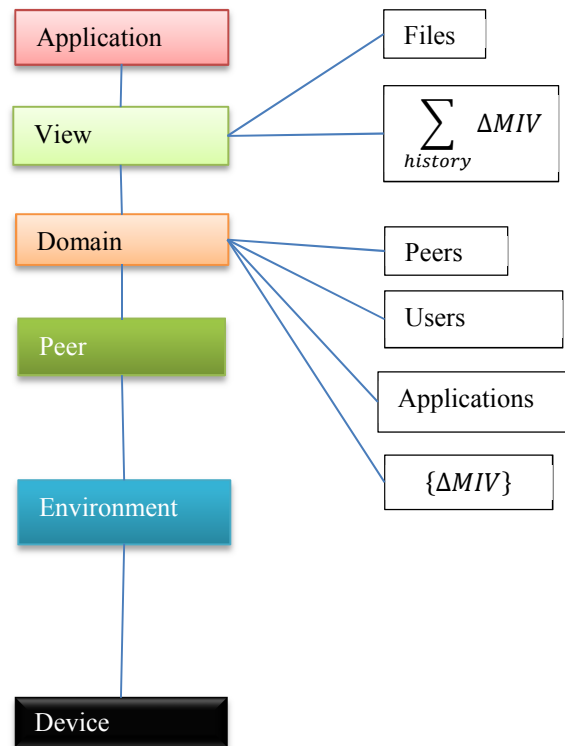 Application
Files
View
∑ ΔMIV
history
Domain
Peers
Users
Peer
Applications
{ΔMIV}
Environment
Device